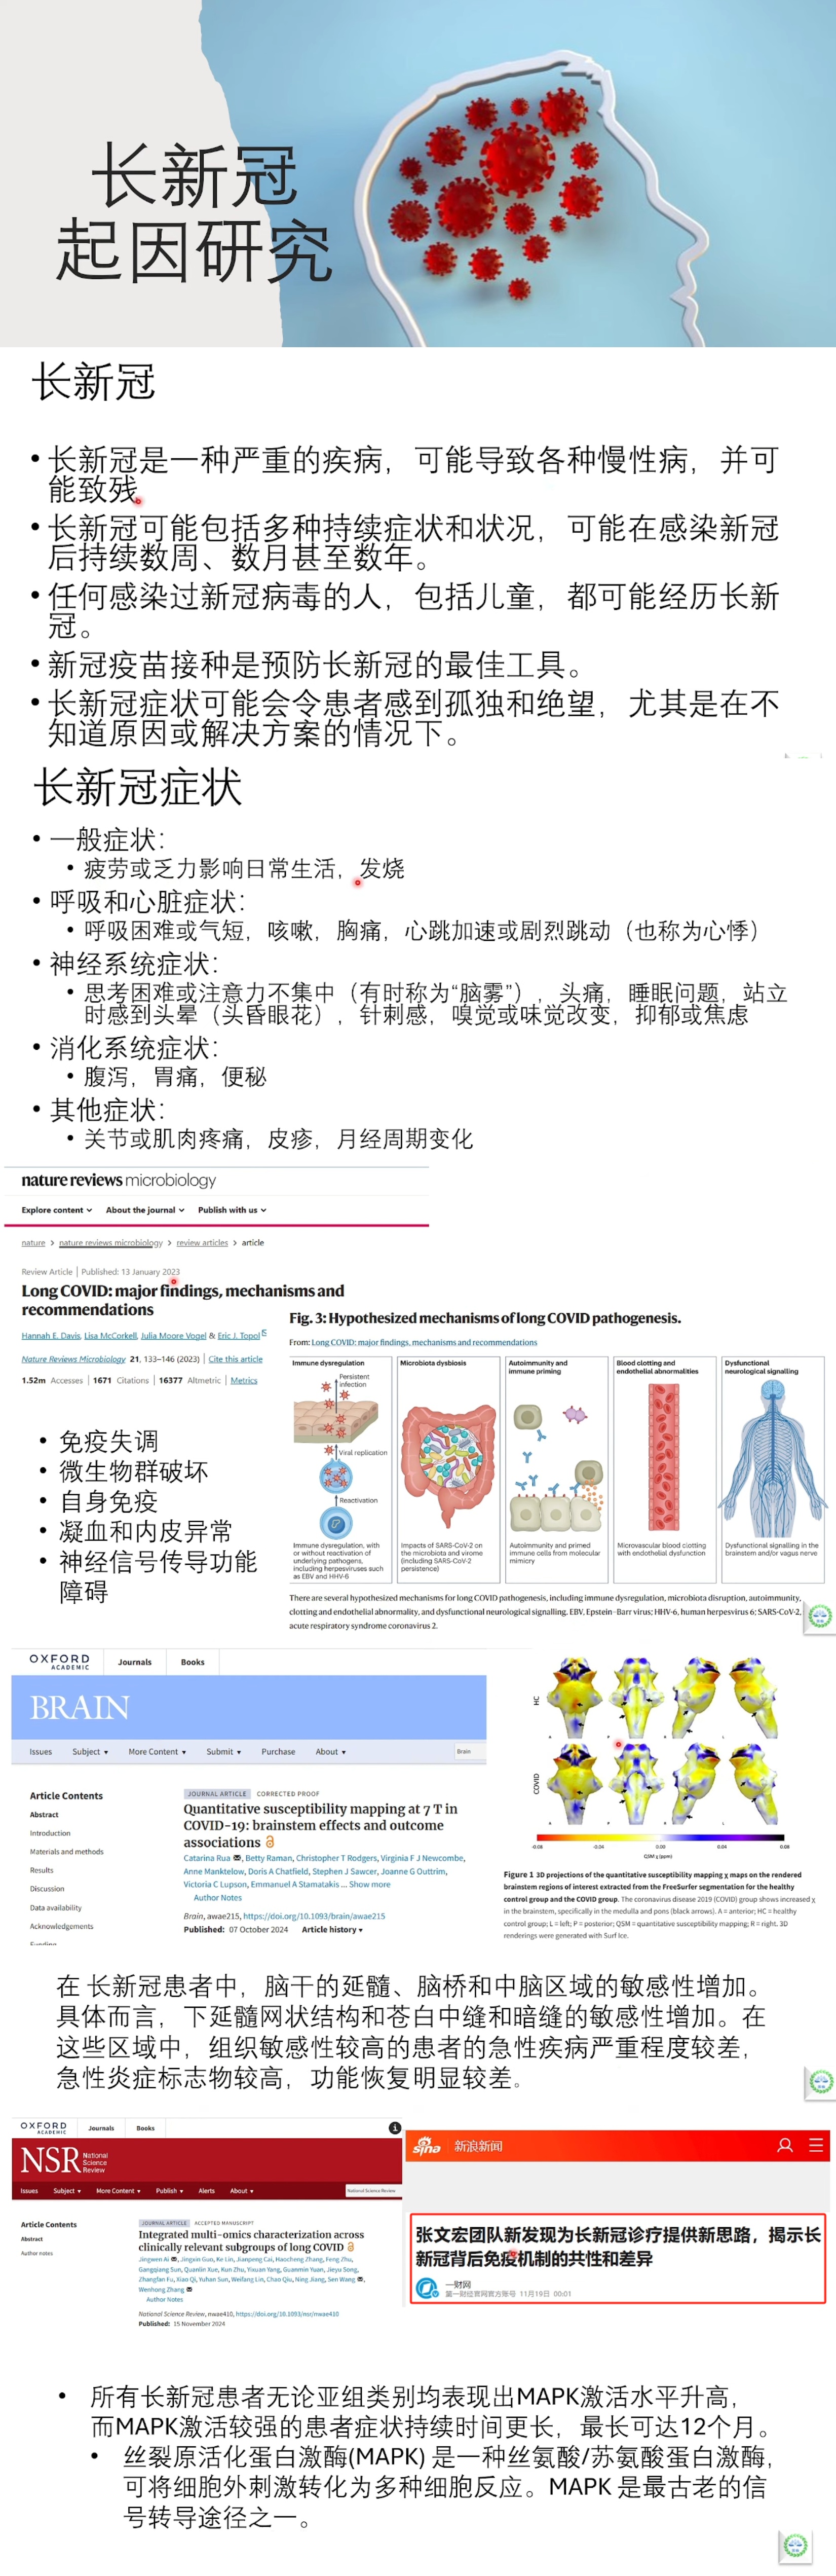 长新冠
起因研究
长新冠
• 长新冠是一种严重的疾病，可能导致各种慢性病，并可
能致残
• 长新冠可能包括多种持续症状和状况，可能在感染新冠
后持续数周、数月甚至数年。
• 任何感染过新冠病毒的人，包括儿童，都可能经历长新
冠。
• 新冠疫苗接种是预防长新冠的最佳工具。
• 长新冠症状可能会令患者感到孤独和绝望，尤其是在不
知道原因或解决方案的情况下。
长新冠症状
• 一般症状：
• 疲劳或乏力影响日常生活，发烧
• 呼吸和心脏症状：
• 呼吸困难或气短，咳嗽，胸痛，心跳加速或剧烈跳动（也称为心悸）
• 神经系统症状：
• 思考困难或注意力不集中（有时称为“脑雾”），头痛，睡眠问题，站立
时感到头晕（头昏眼花），针刺感，嗅觉或味觉改变，抑郁或焦虑
• 消化系统症状：
• 腹泻，胃痛，便秘
• 其他症状：
• 关节或肌肉疼痛，皮疹，月经周期变化
nature reviews microbiology
Explore content About the journal Publish with us
nature > nature reviews microbiology > review articles > article
Review Article | Published: 13 January 2023
Long COVID: major findings, mechanisms and
recommendations
Hannah E. Davis, Lisa McCorkell, Julia Moore Vogel & Eric J. Topol
Nature Reviews Microbiology 21, 133–146 (2023) | Cite this article
1.52m Accesses | 1671 Citations | 16377 Altmetric | Metrics
• 免疫失调
• 微生物群破坏
• 自身免疫
• 凝血和内皮异常
• 神经信号传导功能
障碍
Fig. 3: Hypothesized mechanisms of long COVID pathogenesis.
From: Long COVID: major findings, mechanisms and recommendations
Immune dysregulation
Persistent
infection
Viral replication
Reactivation
Immune dysregulation, with
or without reactivation of
underlying pathogens,
including herpesviruses such
as EBV and HHV-6
Microbiota dysbiosis
Impacts of SARS-CoV-2 on
the microbiota and virome
(including SARS-CoV-2
persistence)
Autoimmunity and
immune priming
Autoimmunity and primed
immune cells from molecular
mimicry
Blood clotting and
endothelial abnormalities
Microvascular blood clotting
with endothelial dysfunction
Dysfunctional
neurological signalling
Dysfunctional signalling in the
brainstem and/or vagus nerve
There are several hypothesized mechanisms for long COVID pathogenesis, including immune dysregulation, microbiota disruption, autoimmunity,
clotting and endothelial abnormality, and dysfunctional neurological signalling. EBV, Epstein–Barr virus; HHV-6, human herpesvirus 6; SARS-CoV-2,
acute respiratory syndrome coronavirus 2.
OXFORD
ACADEMIC
Journals Books
BRAIN
Issues Subject More Content Submit Purchase About
Brain
Article Contents
Abstract
Introduction
Materials and methods
Results
Discussion
Data availability
Acknowledgements
Funding
JOURNAL ARTICLE CORRECTED PROOF
Quantitative susceptibility mapping at 7 T in
COVID-19: brainstem effects and outcome
associations
Catarina Rua, Betty Raman, Christopher T Rodgers, Virginia F J Newcombe,
Anne Manktelow, Doris A Chatfield, Stephen J Sawcer, Joanne G Outtrim,
Victoria C Lupson, Emmanuel A Stamatakis ... Show more
Author Notes
Brain, awae215, https://doi.org/10.1093/brain/awae215
Published: 07 October 2024 Article history
HC
A P R L
COVID
A P R L
-0.08 -0.04 0.00 0.04 0.08
QSM χ (ppm)
Figure 1 3D projections of the quantitative susceptibility mapping χ maps on the rendered
brainstem regions of interest extracted from the FreeSurfer segmentation for the healthy
control group and the COVID group. The coronavirus disease 2019 (COVID) group shows increased χ
in the brainstem, specifically in the medulla and pons (black arrows). A = anterior; HC = healthy
control group; L = left; P = posterior; QSM = quantitative susceptibility mapping; R = right. 3D
renderings were generated with Surf Ice.
在 长新冠患者中，脑干的延髓、脑桥和中脑区域的敏感性增加。
具体而言，下延髓网状结构和苍白中缝和暗缝的敏感性增加。在
这些区域中，组织敏感性较高的患者的急性疾病严重程度较差，
急性炎症标志物较高，功能恢复明显较差。
OXFORD
ACADEMIC
Journals Books
NSR National
Science
Review
Issues Subject More Content Publish Alerts About
National Science Review
Article Contents
Abstract
Author notes
JOURNAL ARTICLE ACCEPTED MANUSCRIPT
Integrated multi-omics characterization across
clinically relevant subgroups of long COVID
Jingwen Ai, Jingxin Guo, Ke Lin, Jianpeng Cai, Haocheng Zhang, Feng Zhu,
Gangqiang Sun, Quanlin Xue, Kun Zhu, Yixuan Yang, Guanmin Yuan, Jieyu Song,
Zhangfan Fu, Xiao Qi, Yuhan Sun, Weifang Lin, Chao Qiu, Ning Jiang, Sen Wang,
Wenhong Zhang
Author Notes
National Science Review, nwae410, https://doi.org/10.1093/nsr/nwae410
Published: 15 November 2024
sina 新浪新闻
张文宏团队新发现为长新冠诊疗提供新思路，揭示长
新冠背后免疫机制的共性和差异
一财网
第一财经官网官方账号 11月19日 00:01
• 所有长新冠患者无论亚组类别均表现出MAPK激活水平升高，
而MAPK激活较强的患者症状持续时间更长，最长可达12个月。
• 丝裂原活化蛋白激酶(MAPK) 是一种丝氨酸/苏氨酸蛋白激酶，
可将细胞外刺激转化为多种细胞反应。MAPK 是最古老的信
号转导途径之一。